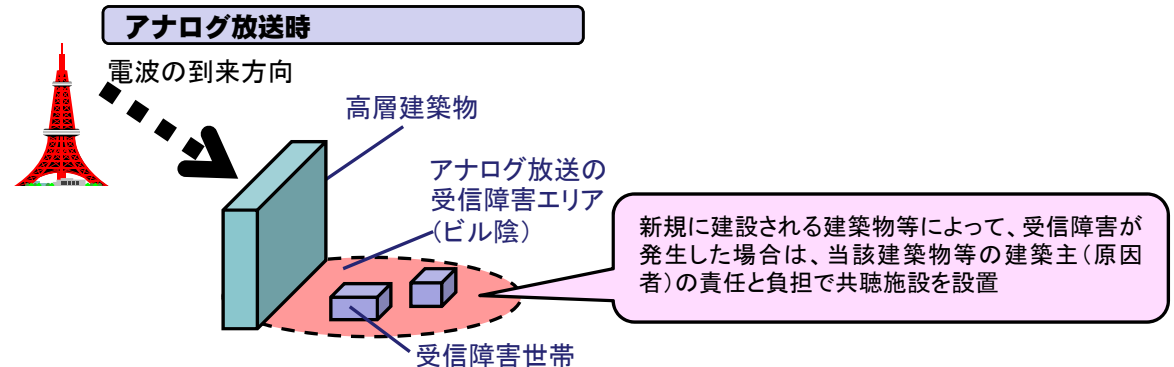 アナログ放送時
電波の到来方向
高層建築物
アナログ放送の
受信障害エリア
（ビル陰）
新規に建設される建築物等によって、受信障害が
発生した場合は、当該建築物等の建築主（原因
者）の責任と負担で共聴施設を設置
受信障害世帯